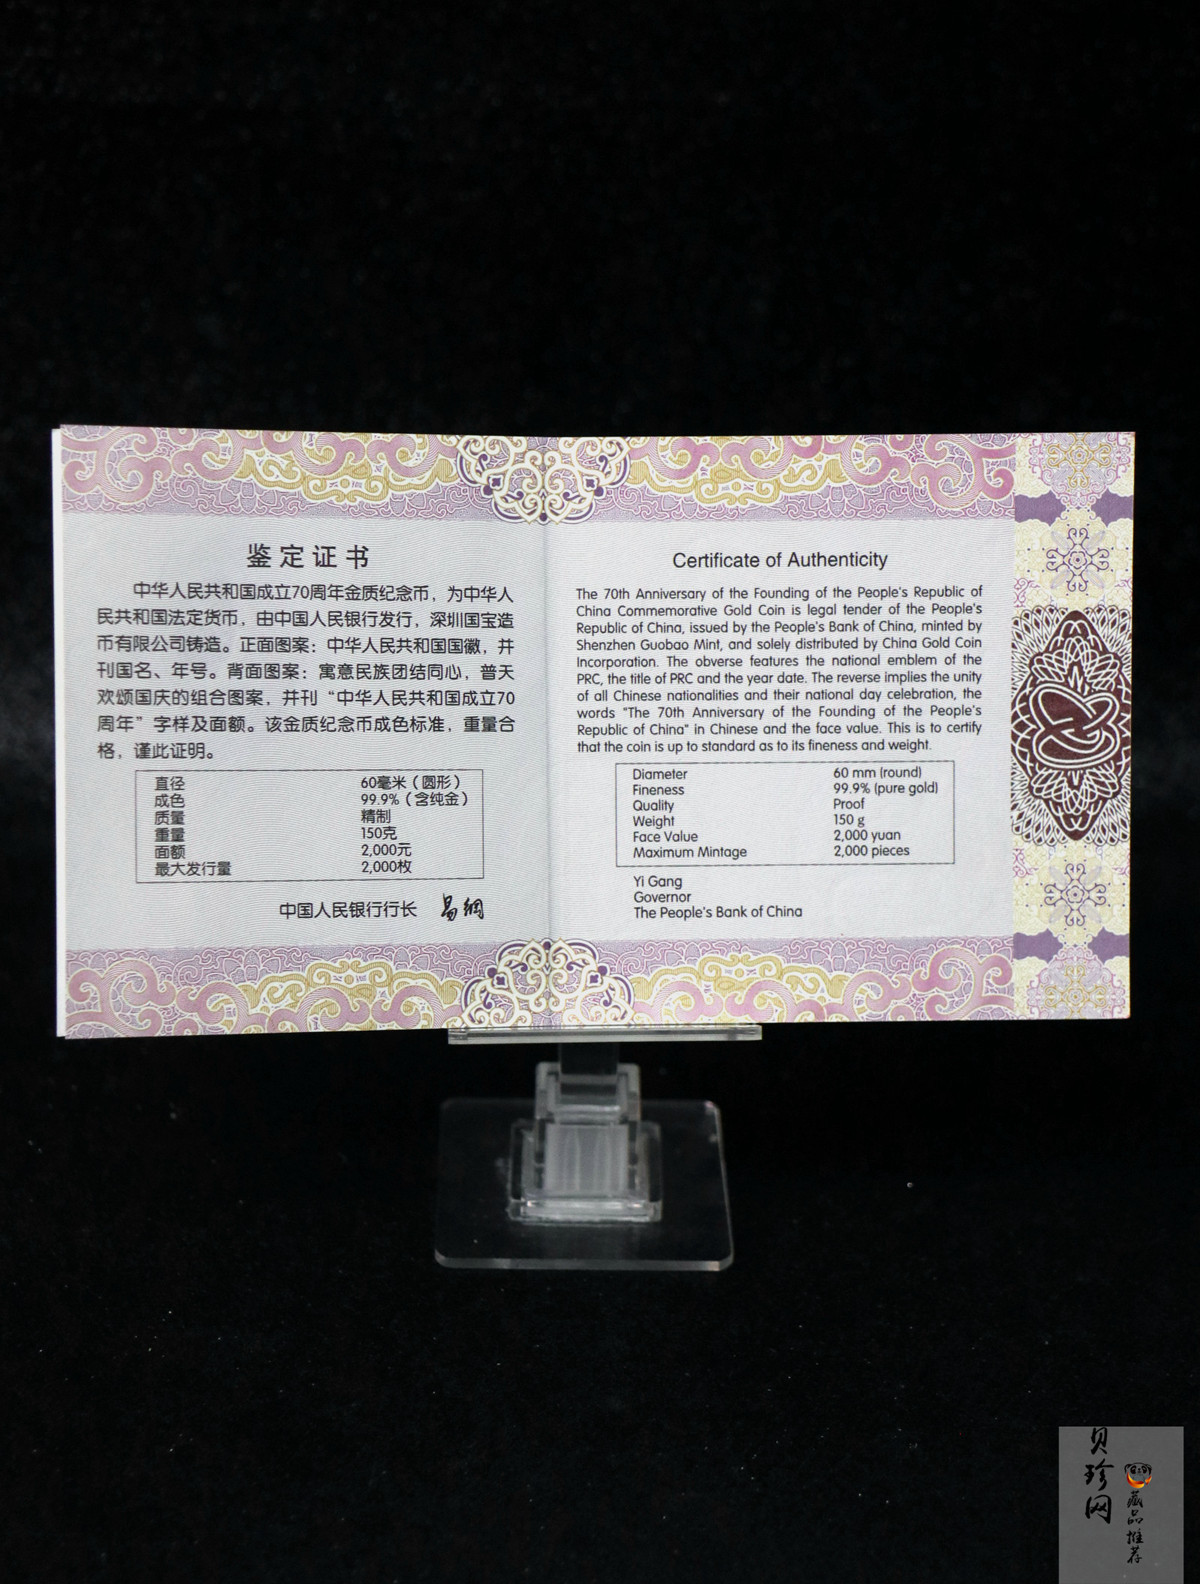 鉴定证书
中华人民共和国成立70周年金质纪念币，为中华人
民共和国法定货币，由中国人民银行发行，深圳国宝造
币有限公司铸造。正面图案：中华人民共和国国徽，并
刊国名、年号。背面图案：寓意民族团结同心，普天
欢颂国庆的组合图案，并刊“中华人民共和国成立70
周年”字样及面额。该金质纪念币成色标准，重量合
格，谨此证明。
直径 60毫米（圆形）
成色 99.9%（含纯金）
质量 精制
重量 150克
面额 2,000元
最大发行量 2,000枚
中国人民银行行长 易纲
Certificate of Authenticity
The 70th Anniversary of the Founding of the People's Republic of
China Commemorative Gold Coin is legal tender of the People's
Republic of China, issued by the People's Bank of China, minted by
Shenzhen Guobao Mint, and solely distributed by China Gold Coin
Incorporation. The obverse features the national emblem of the
PRC, the title of PRC and the year date. The reverse implies the unity
of all Chinese nationalities and their national day celebration, the
words "The 70th Anniversary of the Founding of the People's
Republic of China" in Chinese and the face value. This is to certify
that the coin is up to standard as to its fineness and weight.
Diameter 60 mm (round)
Fineness 99.9% (pure gold)
Quality Proof
Weight 150 g
Face Value 2,000 yuan
Maximum Mintage 2,000 pieces
Yi Gang
Governor
The People's Bank of China
贝珍网
藏品推荐